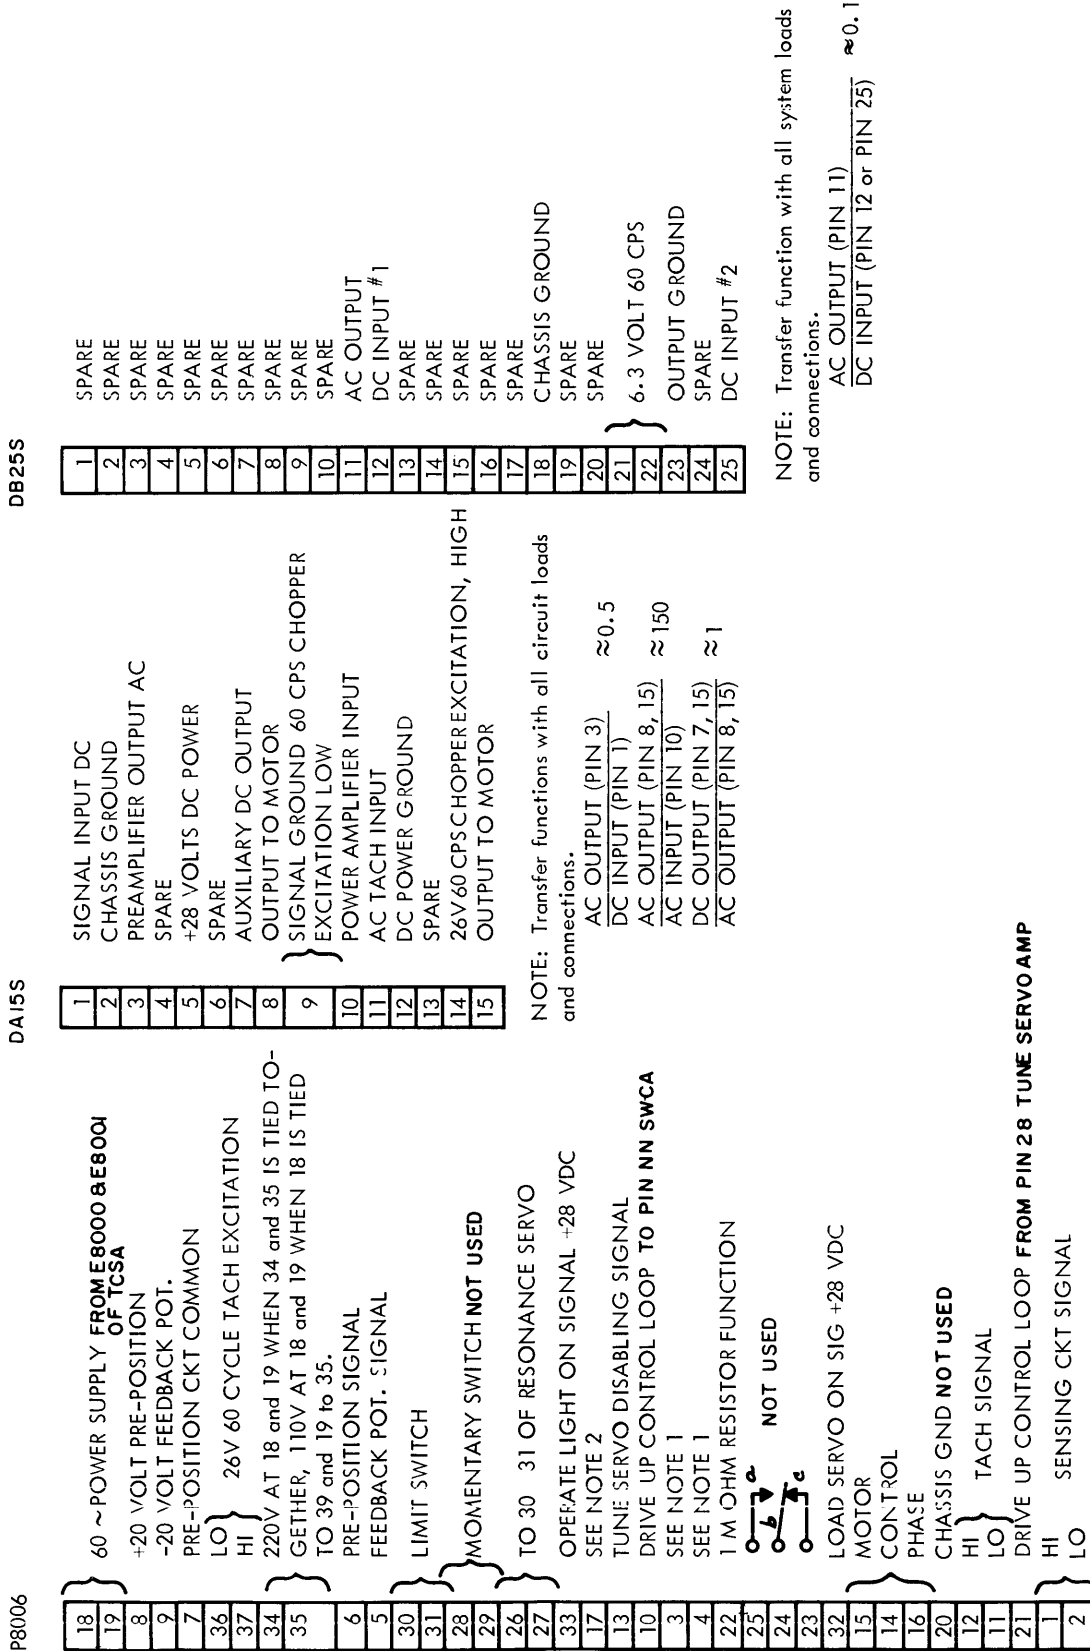 P8006
18
19
60 ~ POWER SUPPLY FROM E8000 & E8001
OF TCSA
8 +20 VOLT PRE-POSITION
9 -20 VOLT FEEDBACK POT.
7 PRE-POSITION CKT COMMON
36 LO
37 HI
26V 60 CYCLE TACH EXCITATION
34
35
220V AT 18 and 19 WHEN 34 and 35 IS TIED TO-
GETHER, 110V AT 18 and 19 WHEN 18 IS TIED
TO 39 and 19 to 35.
6 PRE-POSITION SIGNAL
5 FEEDBACK POT. SIGNAL
30
31
LIMIT SWITCH
28
29
MOMENTARY SWITCH NOT USED
26
27
TO 30 31 OF RESONANCE SERVO
33 OPERATE LIGHT ON SIGNAL +28 VDC
17 SEE NOTE 2
13 TUNE SERVO DISABLING SIGNAL
10 DRIVE UP CONTROL LOOP TO PIN NN SWCA
3 SEE NOTE 1
4 SEE NOTE 1
22 1 M OHM RESISTOR FUNCTION
25 a
24 b
23 c
NOT USED
32 LOAD SERVO ON SIG +28 VDC
15 MOTOR
14 CONTROL
16 PHASE
20 CHASSIS GND NOT USED
12 HI
11 LO
TACH SIGNAL
21 DRIVE UP CONTROL LOOP FROM PIN 28 TUNE SERVO AMP
1 HI
2 LO
SENSING CKT SIGNAL
DA15S
1 SIGNAL INPUT DC
2 CHASSIS GROUND
3 PREAMPLIFIER OUTPUT AC
4 SPARE
5 +28 VOLTS DC POWER
6 SPARE
7 AUXILIARY DC OUTPUT
8 OUTPUT TO MOTOR
9 SIGNAL GROUND 60 CPS CHOPPER
EXCITATION LOW
10 POWER AMPLIFIER INPUT
11 AC TACH INPUT
12 DC POWER GROUND
13 SPARE
14 26V 60 CPS CHOPPER EXCITATION, HIGH
15 OUTPUT TO MOTOR
NOTE: Transfer functions with all circuit loads
and connections.
AC OUTPUT (PIN 3)
DC INPUT (PIN 1)
≈0.5
AC OUTPUT (PIN 8, 15)
AC INPUT (PIN 10)
≈150
DC OUTPUT (PIN 7, 15)
AC OUTPUT (PIN 8, 15)
≈1
DB25S
1 SPARE
2 SPARE
3 SPARE
4 SPARE
5 SPARE
6 SPARE
7 SPARE
8 SPARE
9 SPARE
10 SPARE
11 AC OUTPUT
12 DC INPUT #1
13 SPARE
14 SPARE
15 SPARE
16 SPARE
17 SPARE
18 CHASSIS GROUND
19 SPARE
20 SPARE
21
22
6.3 VOLT 60 CPS
23 OUTPUT GROUND
24 SPARE
25 DC INPUT #2
NOTE: Transfer function with all system loads
and connections.
AC OUTPUT (PIN 11)
DC INPUT (PIN 12 or PIN 25)
≈0.1